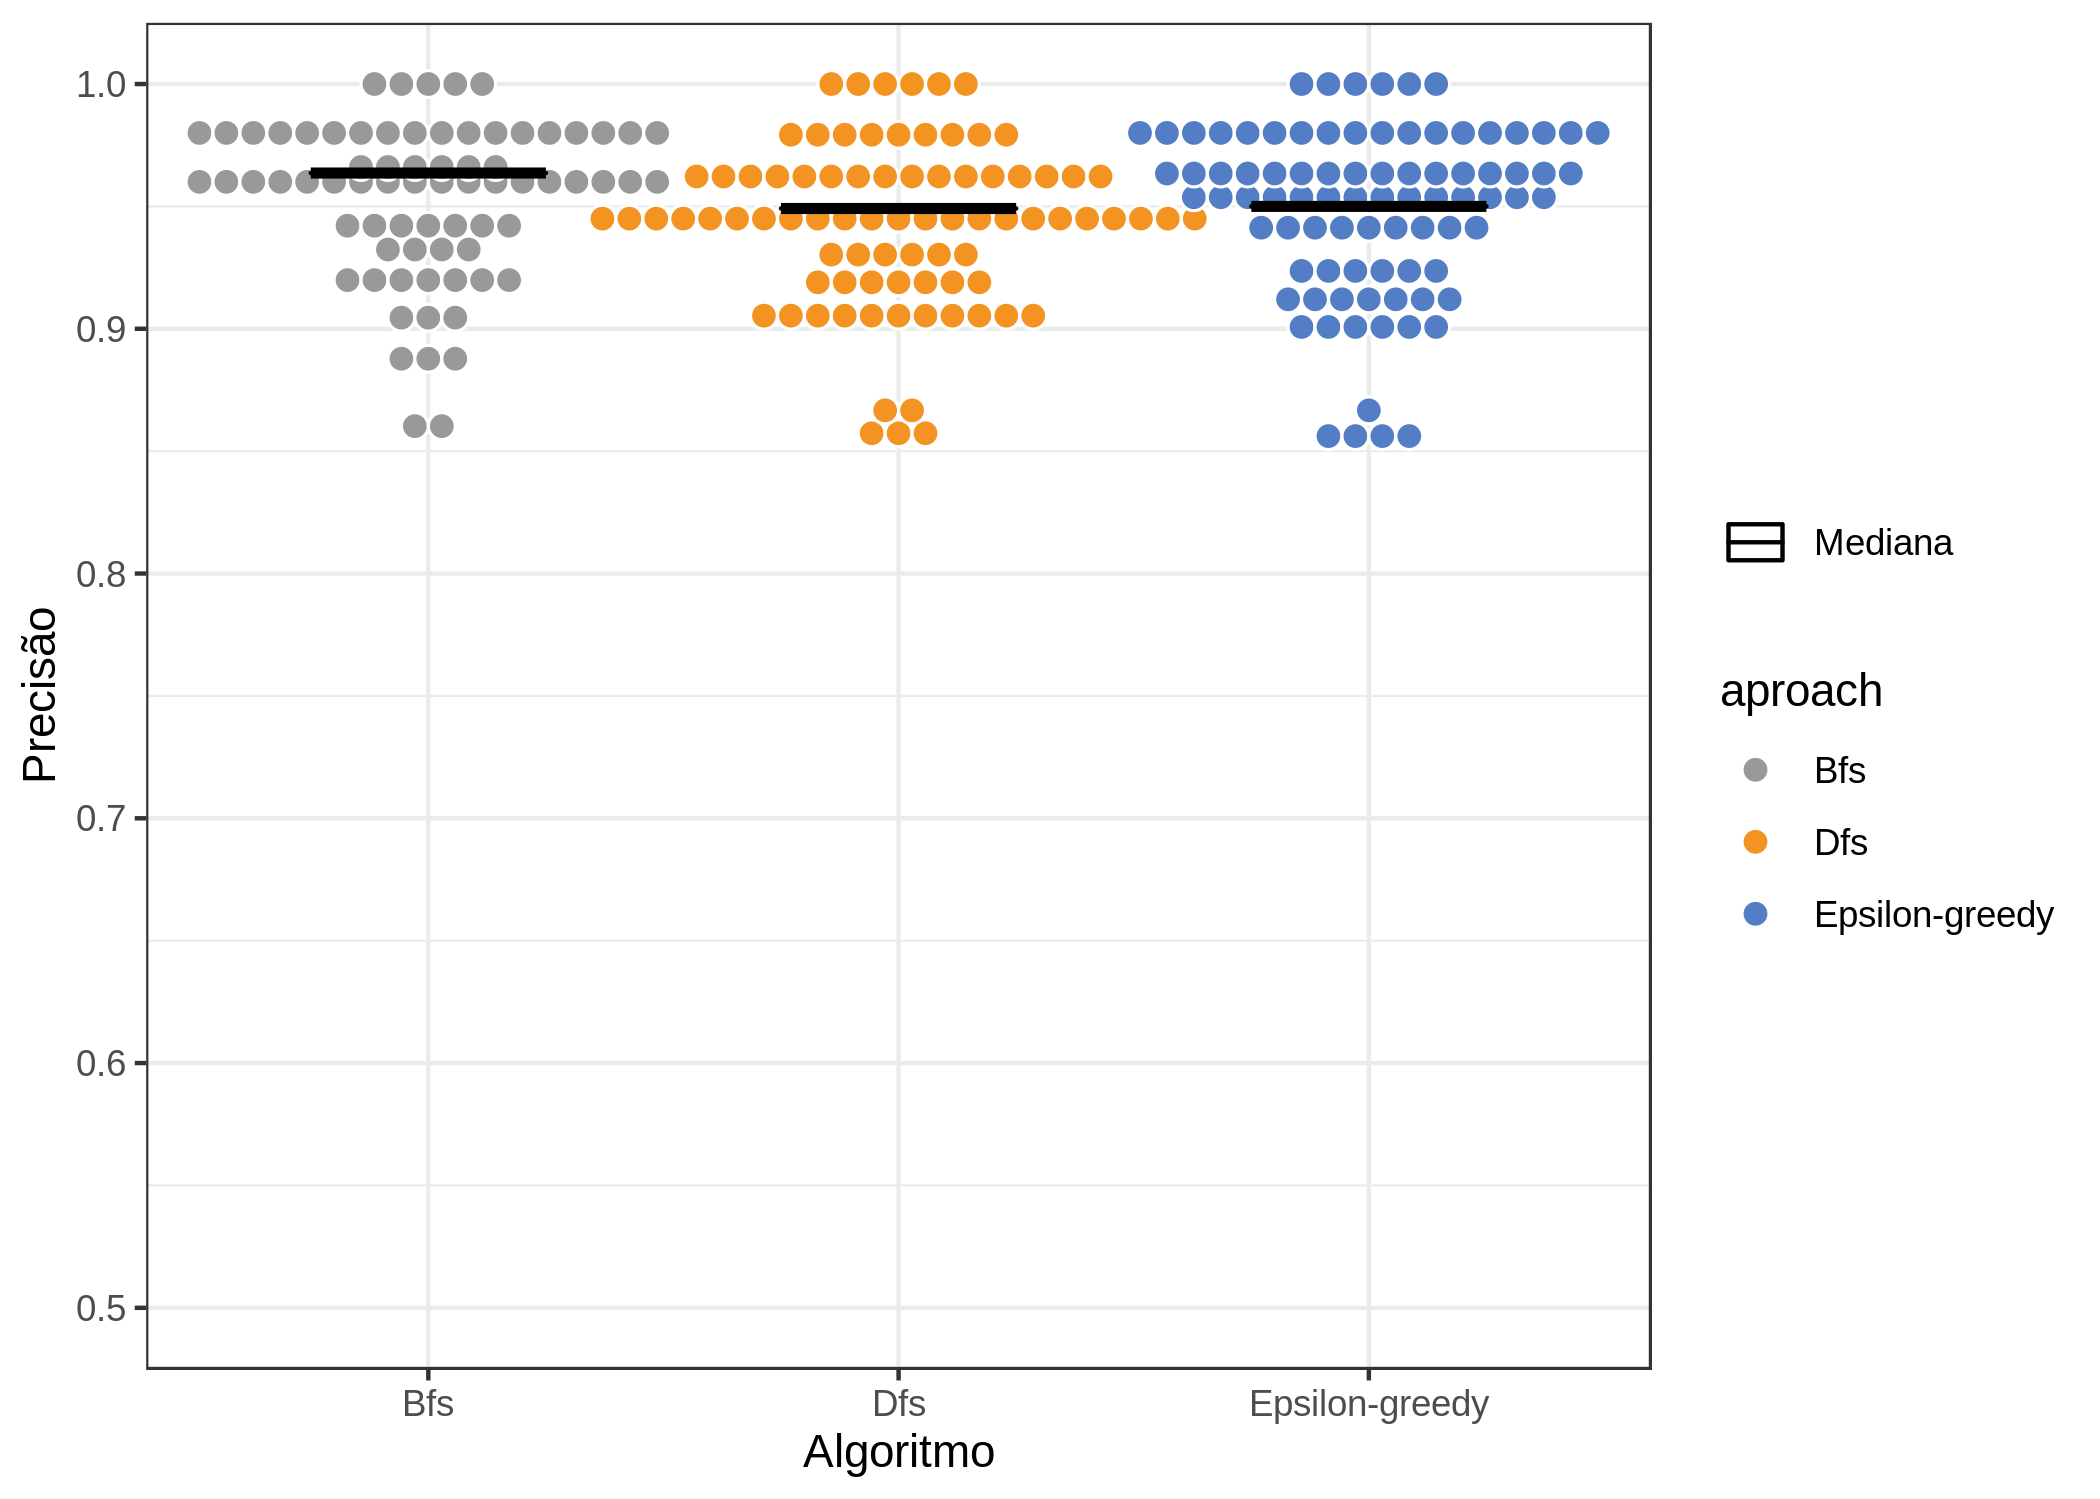 1.0
0.9
0.8
0.7
0.6
0.5
Precisão
Bfs
Dfs
Epsilon-greedy
Algoritmo
Mediana
aproach
Bfs
Dfs
Epsilon-greedy